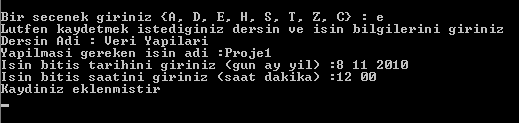 Bir secenek giriniz {A, D, E, H, S, T, Z, C} : e
Lutfen kaydetmek istediginiz dersin ve isin bilgilerini giriniz
Dersin Adi : Veri Yapilari
Yapilmasi gereken isin adi :Proje1
Isin bitis tarihini giriniz (gun ay yil) :8 11 2010
Isin bitis saatini giriniz (saat dakika) :12 00
Kaydiniz eklenmistir